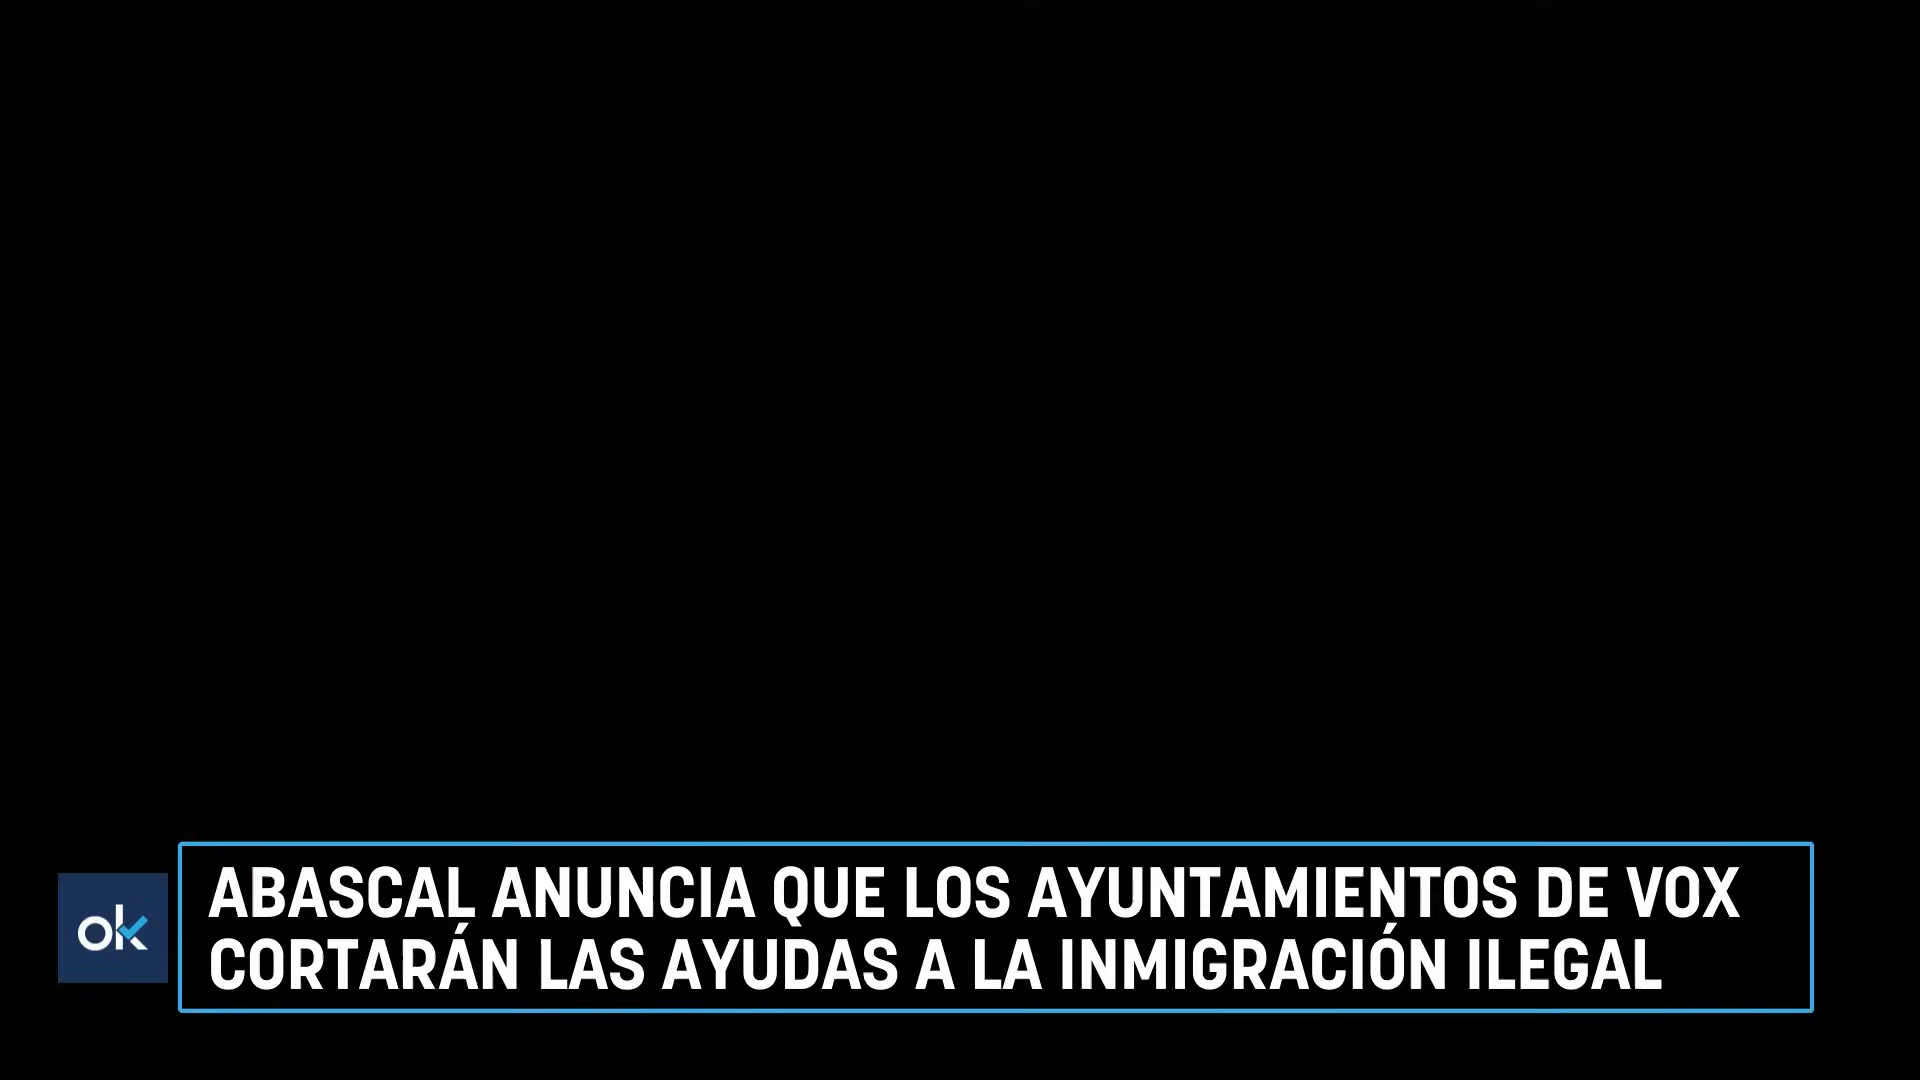 ABASCAL ANUNCIA QUE LOS AYUNTAMIENTOS DE VOX
CORTARÁN LAS AYUDAS A LA INMIGRACIÓN ILEGAL
ok